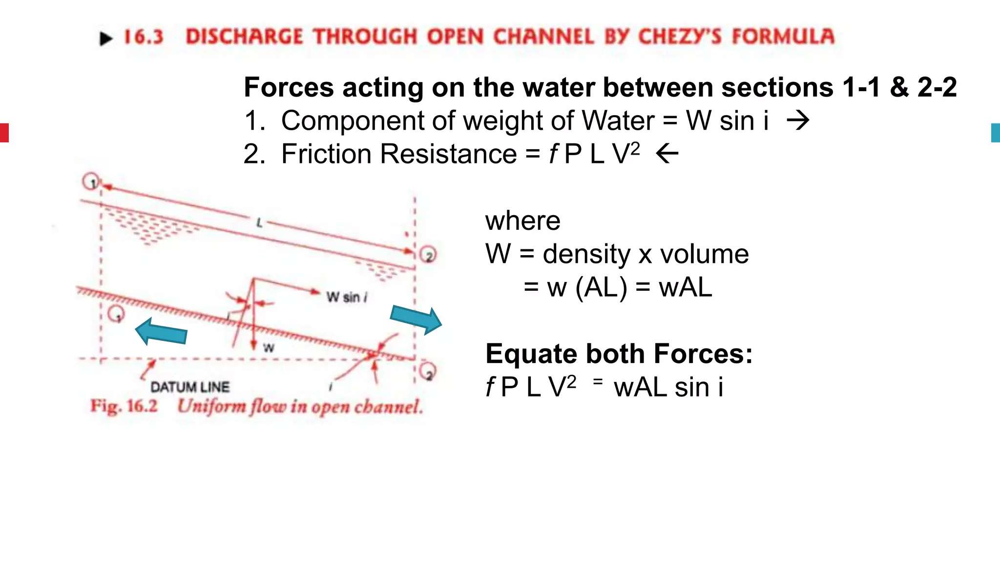 16.3 DISCHARGE THROUGH OPEN CHANNEL BY CHEZY'S FORMULA
Forces acting on the water between sections 1-1 & 2-2
1. Component of weight of Water = W sin i →
2. Friction Resistance = f P L V² ←
1
L
2
where
W = density x volume
= w (AL) = wAL
W sin i
1
i
W
Equate both Forces:
f P L V² = wAL sin i
2
DATUM LINE
i
Fig. 16.2 Uniform flow in open channel.